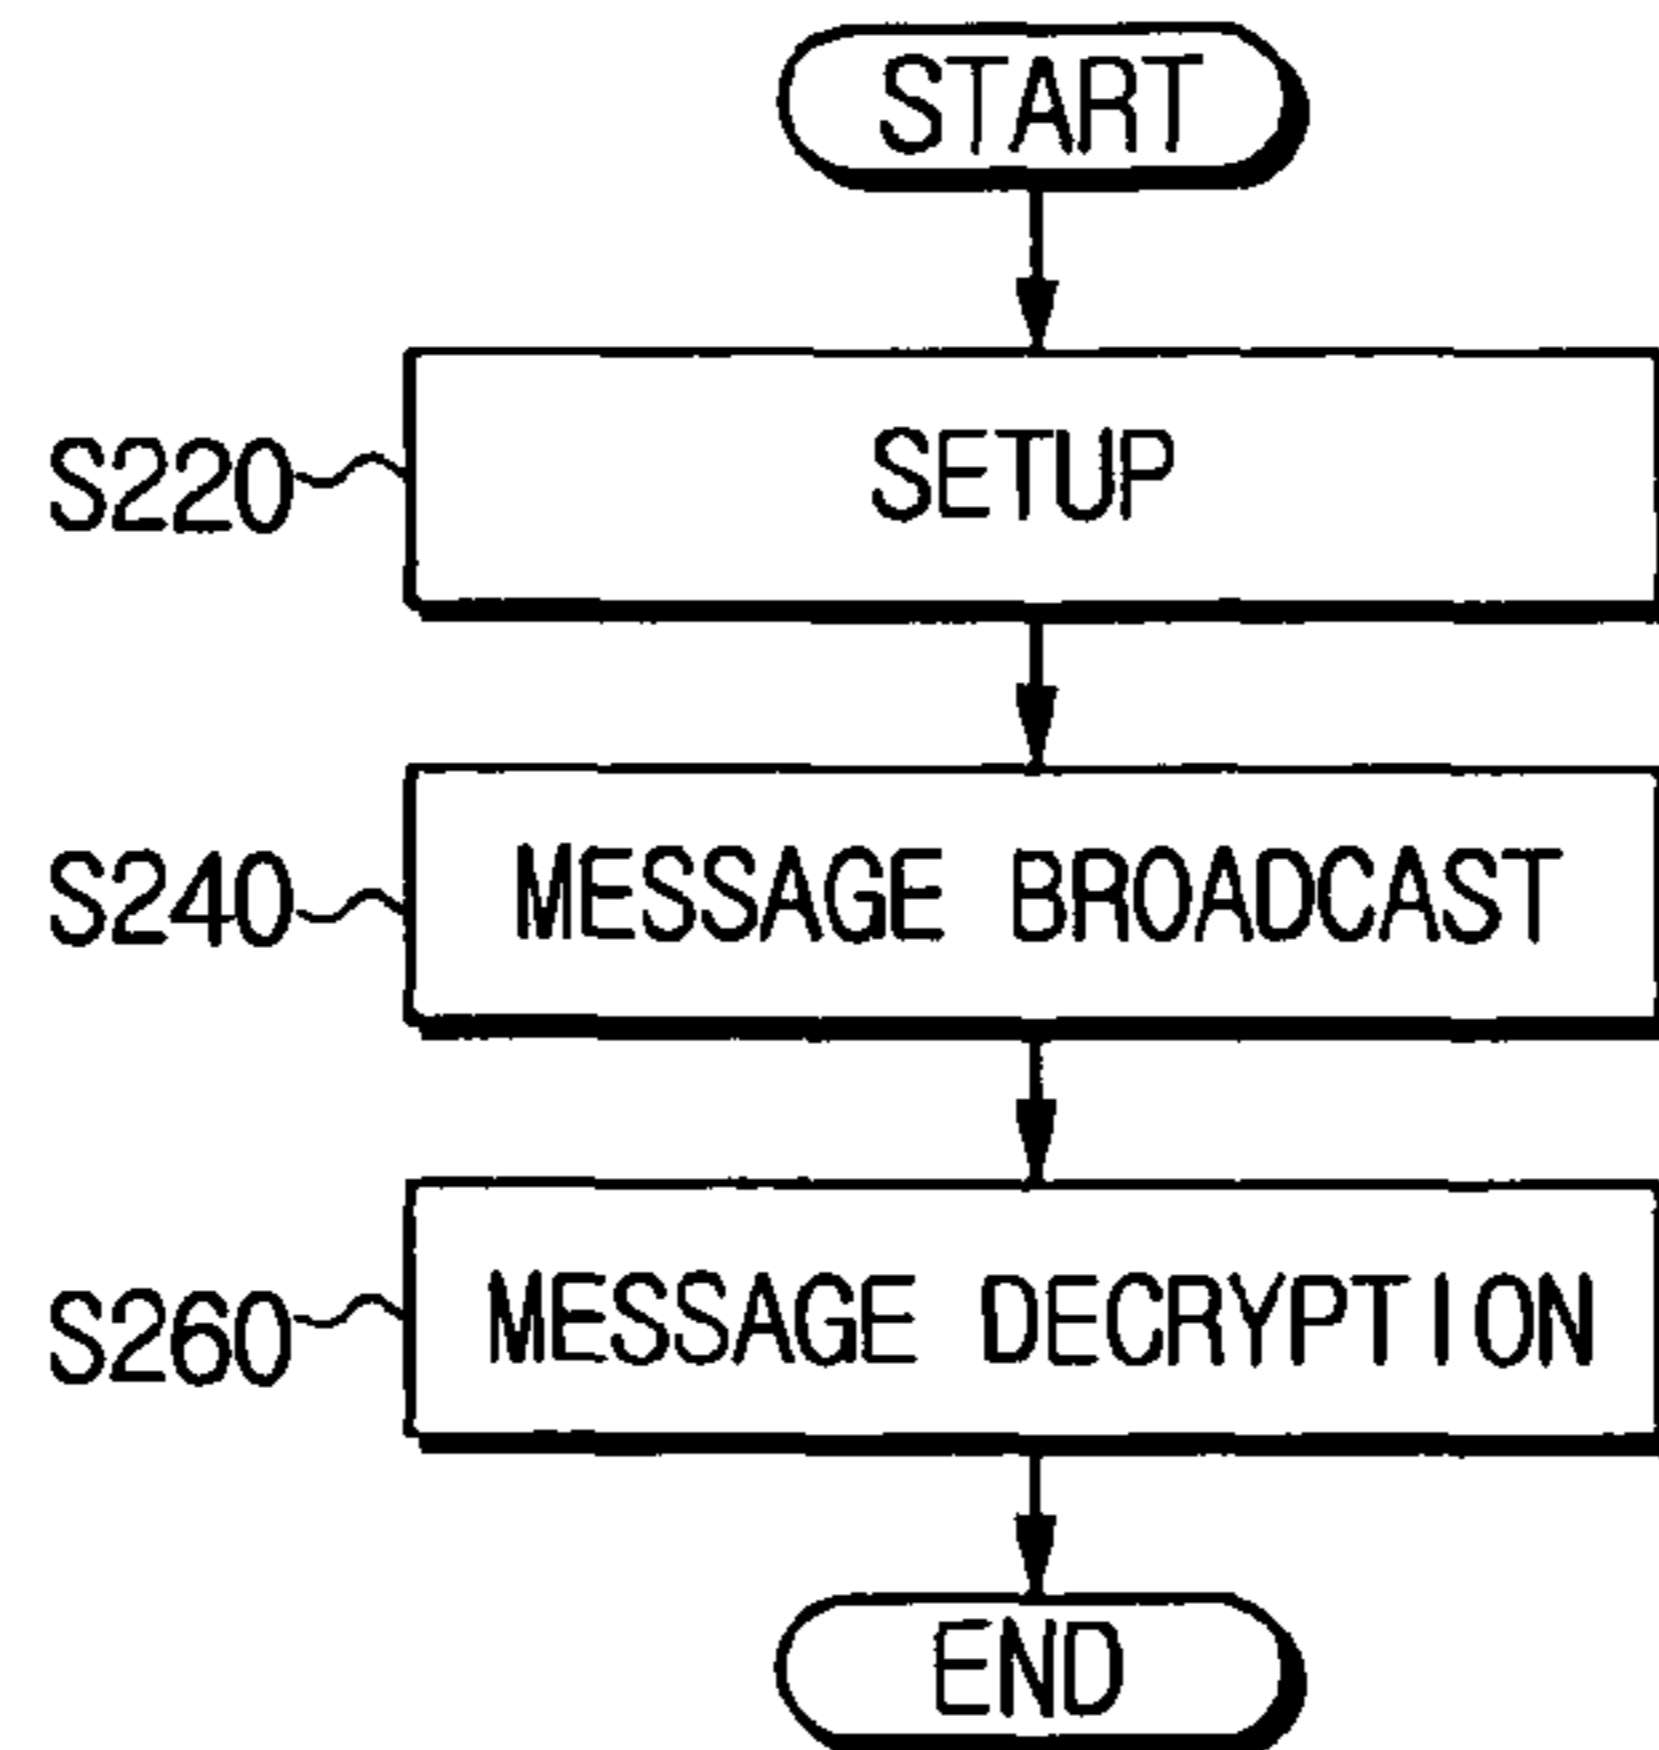 START
S220 SETUP
S240 MESSAGE BROADCAST
S260 MESSAGE DECRYPTION
END